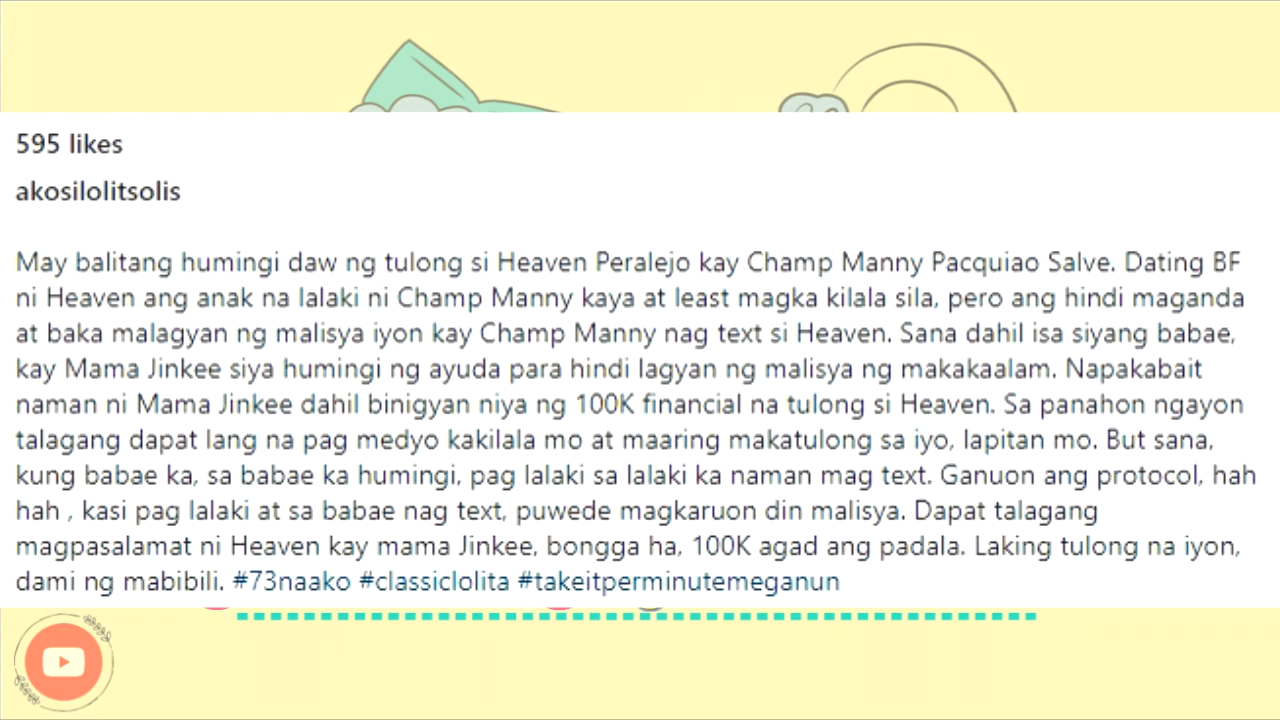 595 likes
akosilolitsolis
May balitang humingi daw ng tulong si Heaven Peralejo kay Champ Manny Pacquiao Salve. Dating BF
ni Heaven ang anak na lalaki ni Champ Manny kaya at least magka kilala sila, pero ang hindi maganda
at baka malagyan ng malisya iyon kay Champ Manny nag text si Heaven. Sana dahil isa siyang babae,
kay Mama Jinkee siya humingi ng ayuda para hindi lagyan ng malisya ng makakaalam. Napakabait
naman ni Mama Jinkee dahil binigyan niya ng 100K financial na tulong si Heaven. Sa panahon ngayon
talagang dapat lang na pag medyo kakilala mo at maaring makatulong sa iyo, lapitan mo. But sana,
kung babae ka, sa babae ka humingi, pag lalaki sa lalaki ka naman mag text. Ganuon ang protocol, hah
hah , kasi pag lalaki at sa babae nag text, puwede magkaruon din malisya. Dapat talagang
magpasalamat ni Heaven kay mama Jinkee, bongga ha, 100K agad ang padala. Laking tulong na iyon,
dami ng mabibili. #73naako #classiclolita #takeitperminutemeganun